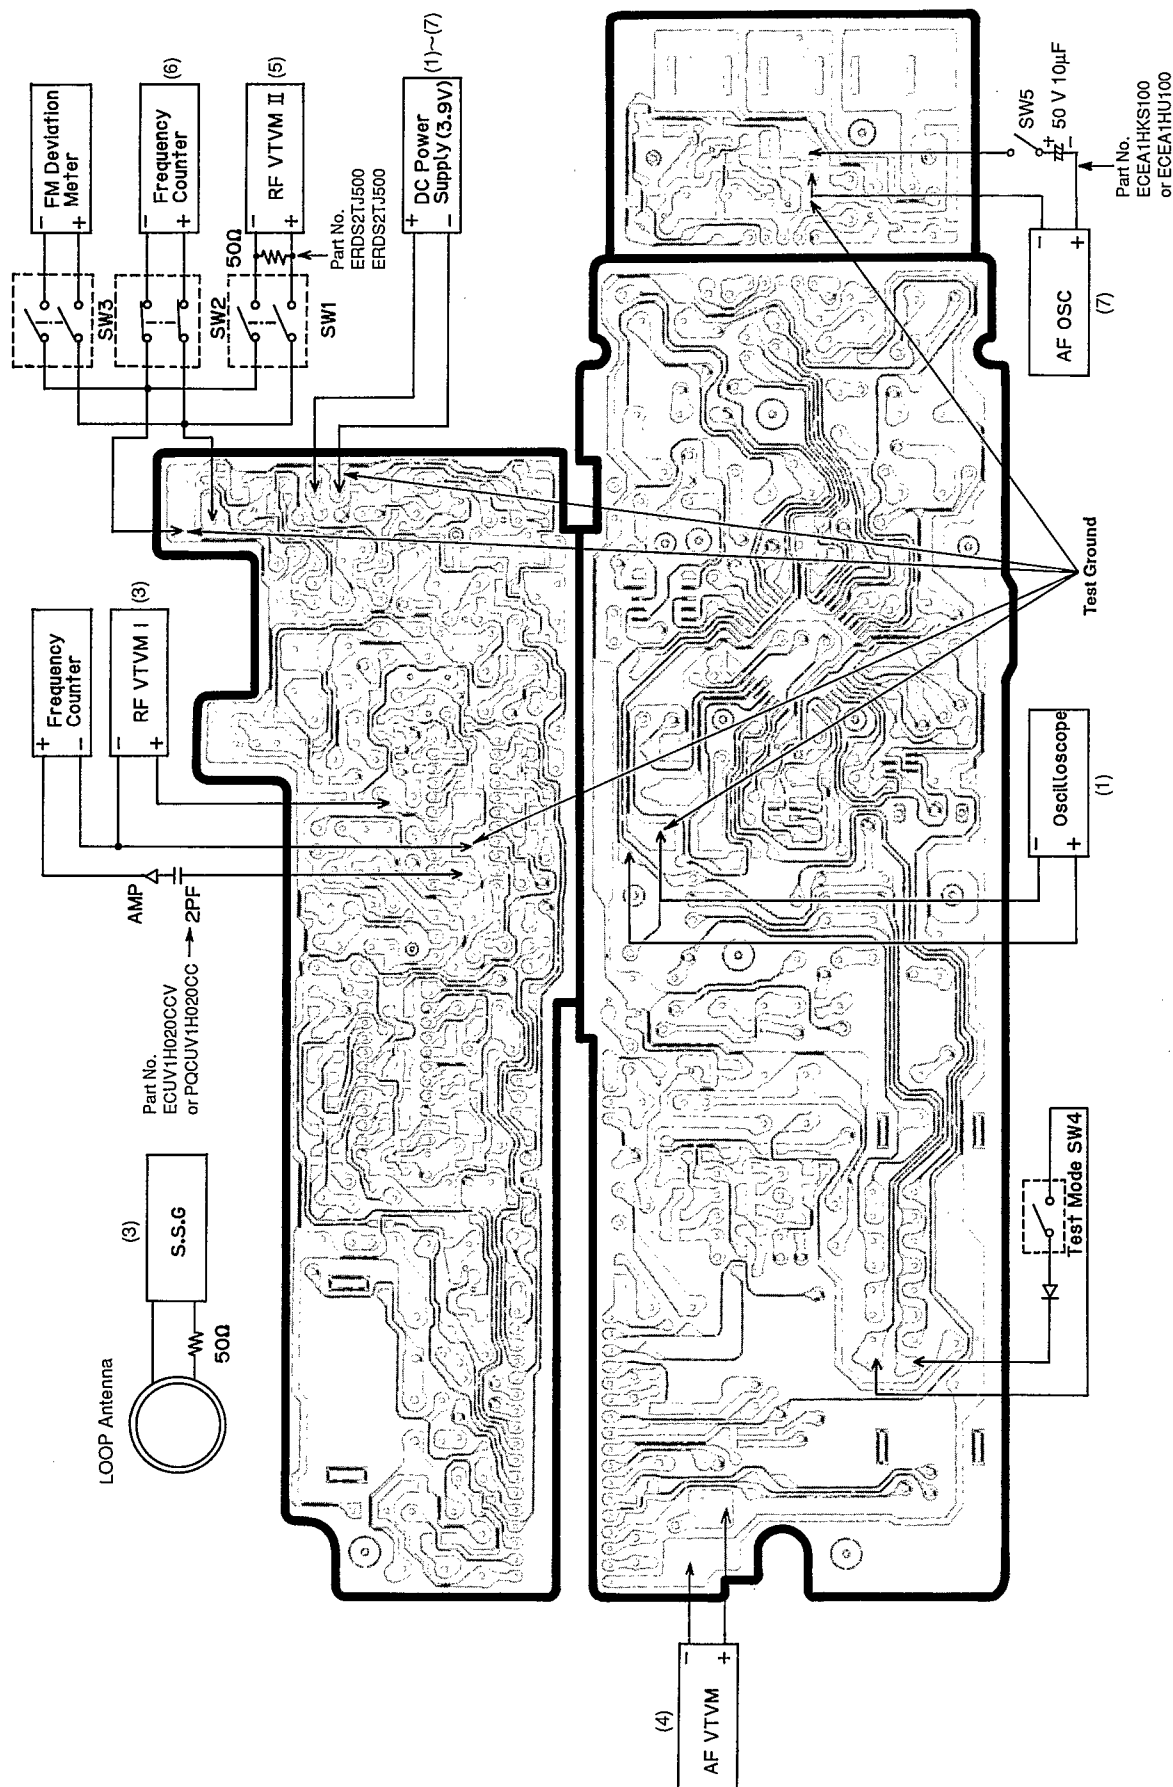 FM Deviation
Meter
−
+
SW3
(6)
Frequency
Counter
−
+
SW2
(5)
RF VTVM II
−
+
50Ω
SW1
Part No.
ERDS2TJ500
ERDS2TJ500
(1)~(7)
DC Power
Supply (3.9V)
+
−
Frequency
Counter
+
−
(3)
RF VTVM I
−
+
AMP
2PF
Part No.
ECUV1H020CCV
or PQCUV1H020CC
(3)
S.S.G
50Ω
LOOP Antenna
SW5
+
−
50 V 10μF
Part No.
ECEA1HKS100
or ECEA1HU100
AF OSC
−
+
(7)
Test Ground
Oscilloscope
−
+
(1)
Test Mode SW4
(4)
AF VTVM
−
+